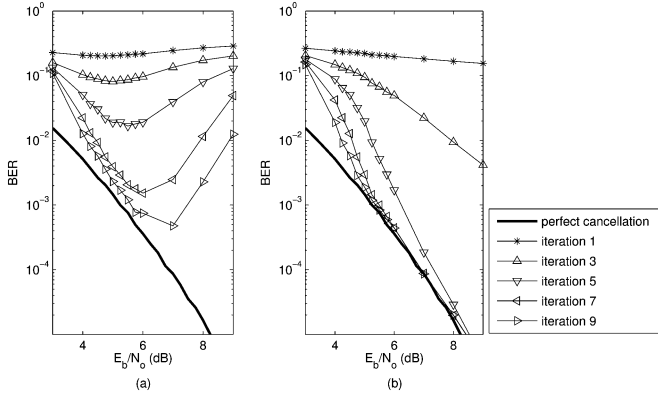 10^0
10^-1
10^-2
10^-3
10^-4
BER
4
6
8
E_b/N_o (dB)
(a)
10^0
10^-1
10^-2
10^-3
10^-4
BER
4
6
8
E_b/N_o (dB)
(b)
perfect cancellation
iteration 1
iteration 3
iteration 5
iteration 7
iteration 9